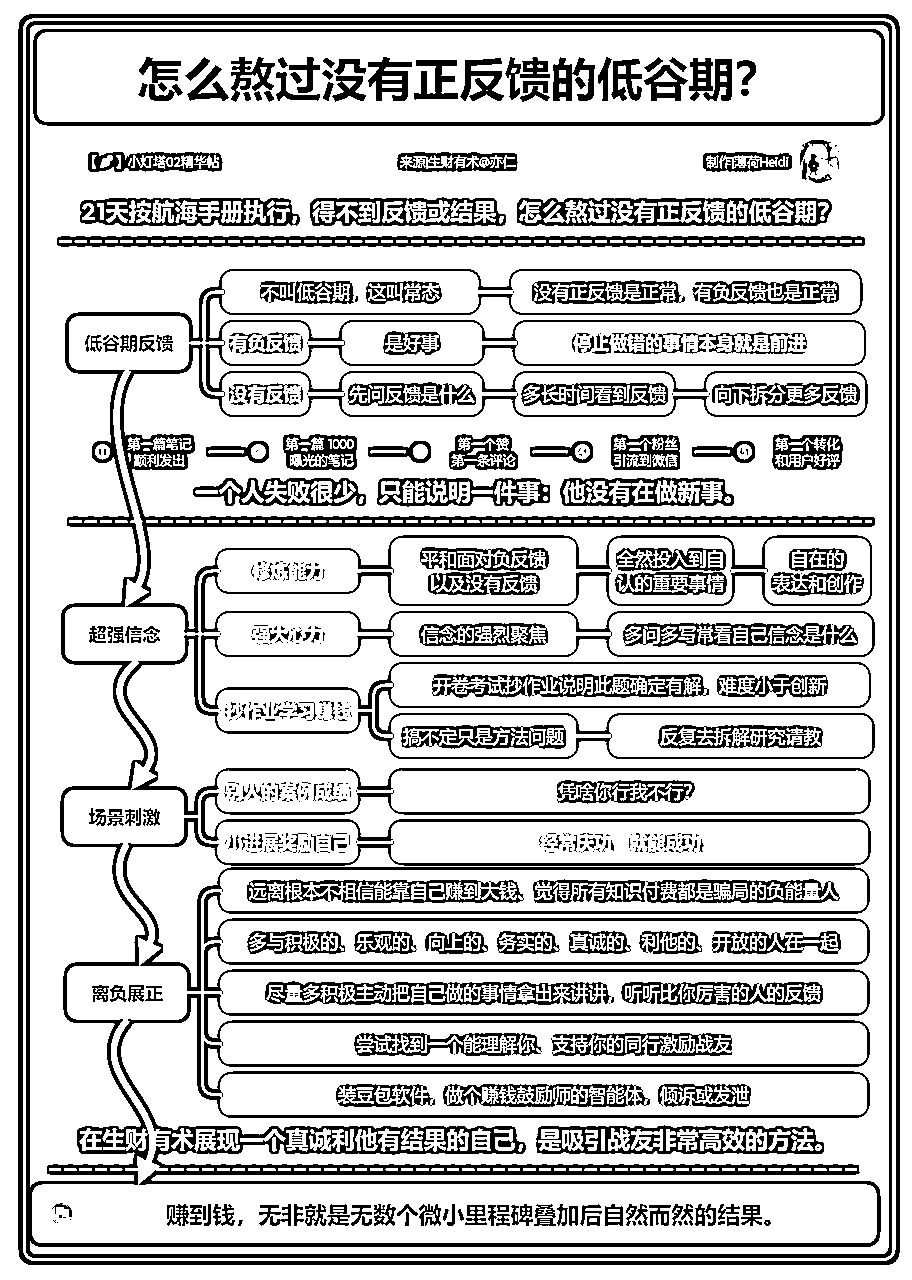 怎么熬过没有正反馈的低谷期?
小灯塔02精华帖
来源|生财有术@亦仁
制作|薄荷Heidi
21天按航海手册执行，得不到反馈或结果，怎么熬过没有正反馈的低谷期?
低谷期反馈
不叫低谷期，这叫常态
没有正反馈是正常，有负反馈也是正常
有负反馈
是好事
停止做错的事情本身就是前进
没有反馈
先问反馈是什么
多长时间看到反馈
向下拆分更多反馈
第一篇笔记
顺利发出
第一篇 1000
曝光的笔记
第一个赞
第一条评论
第一个粉丝
引流到微信
第一个转化
和用户好评
一个人失败很少，只能说明一件事：他没有在做新事。
超强信念
修炼能力
平和面对负反馈
以及没有反馈
全然投入到自
认的重要事情
自在的
表达和创作
强大心力
信念的强烈聚焦
多问多写常看自己信念是什么
抄作业学习赚钱
开卷考试抄作业说明此题确定有解，难度小于创新
搞不定只是方法问题
反复去拆解研究请教
场景刺激
别人的案例成绩
凭啥你行我不行?
小进展奖励自己
经常庆功 就能成功
离负展正
远离根本不相信能靠自己赚到大钱、觉得所有知识付费都是骗局的负能量人
多与积极的、乐观的、向上的、务实的、真诚的、利他的、开放的人在一起
尽量多积极主动把自己做的事情拿出来讲讲，听听比你厉害的人的反馈
尝试找到一个能理解你、支持你的同行激励战友
装豆包软件，做个赚钱鼓励师的智能体，倾诉或发泄
在生财有术展现一个真诚利他有结果的自己，是吸引战友非常高效的方法。
赚到钱，无非就是无数个微小里程碑叠加后自然而然的结果。